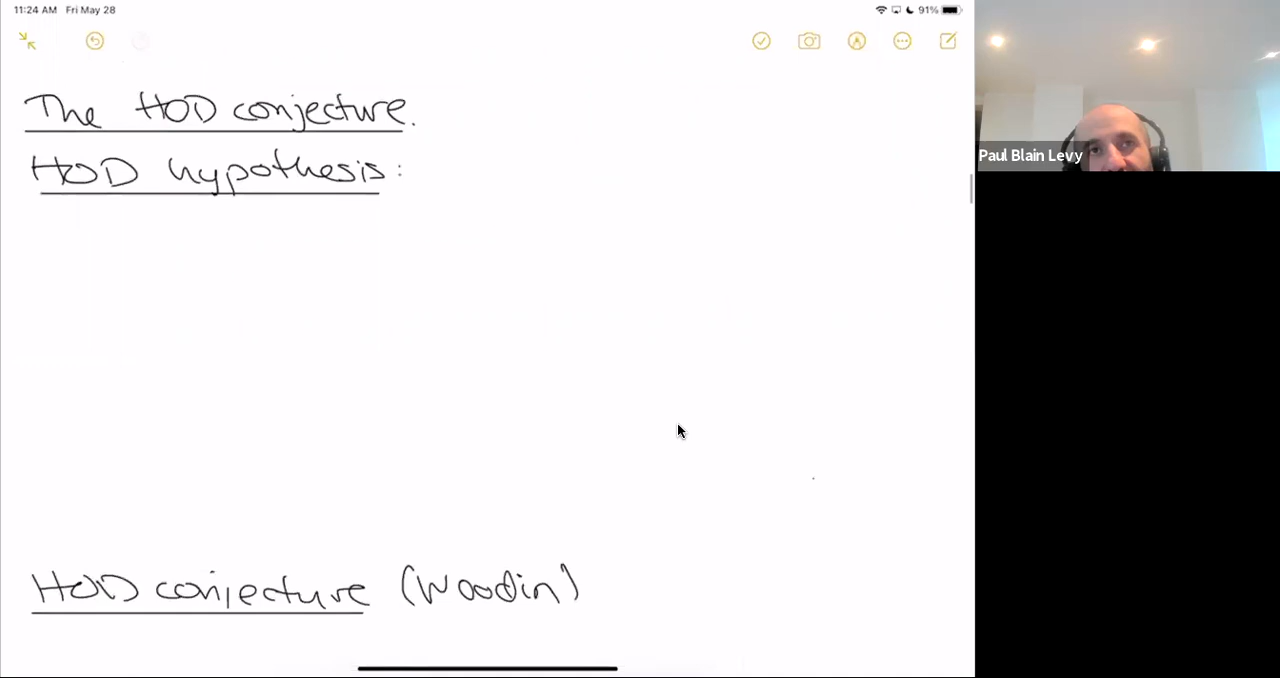 11:24 AM Fri May 28
91%
The HOD conjecture.
HOD hypothesis:
HOD conjecture (Woodin)
Paul Blain Levy